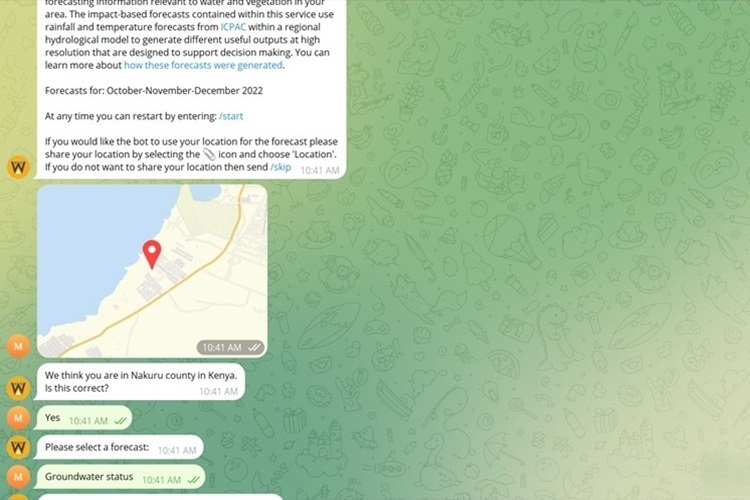 forecasting information relevant to water and vegetation in your
area. The impact-based forecasts contained within this service use
rainfall and temperature forecasts from ICPAC within a regional
hydrological model to generate different useful outputs at high
resolution that are designed to support decision making. You can
learn more about how these forecasts were generated.
Forecasts for: October-November-December 2022
At any time you can restart by entering: /start
If you would like the bot to use your location for the forecast please
share your location by selecting the 📎 icon and choose 'Location'.
If you do not want to share your location then send /skip 10:41 AM
W
10:41 AM
M
We think you are in Nakuru county in Kenya.
Is this correct? 10:41 AM
W
M Yes 10:41 AM
W Please select a forecast: 10:41 AM
M Groundwater status 10:41 AM